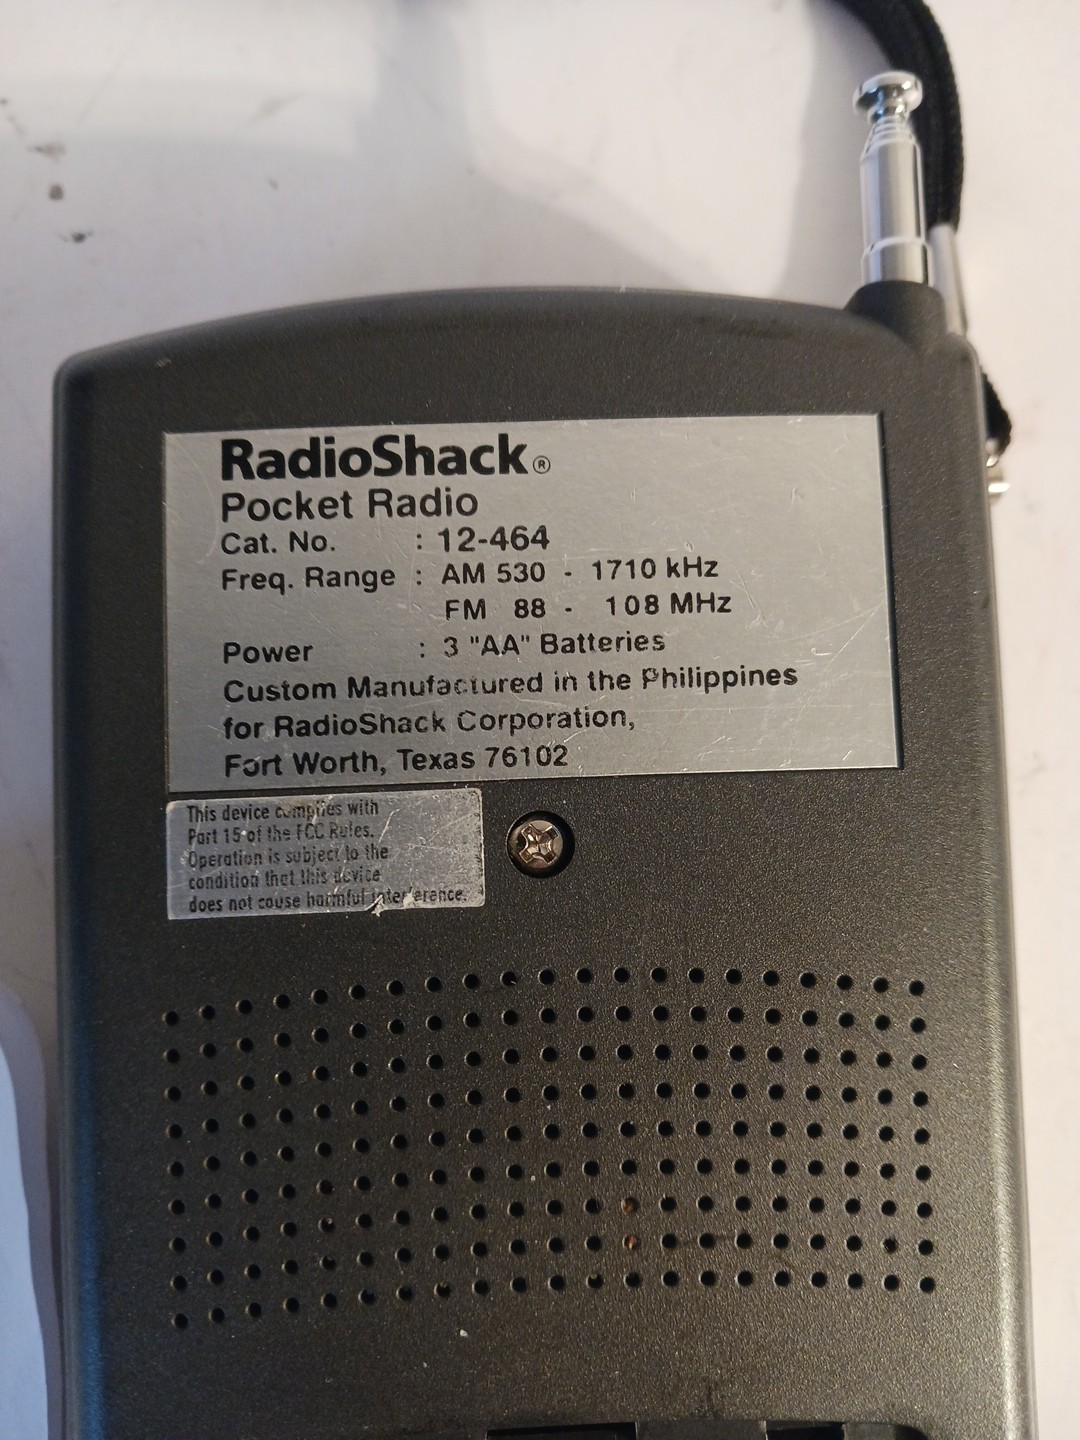 RadioShack®
Pocket Radio
Cat. No. : 12-464
Freq. Range : AM 530 - 1710 kHz
FM 88 - 108 MHz
Power : 3 "AA" Batteries
Custom Manufactured in the Philippines
for RadioShack Corporation,
Fort Worth, Texas 76102
This device complies with
Part 15 of the FCC Rules.
Operation is subject to the
condition that this device
does not cause harmful interference.